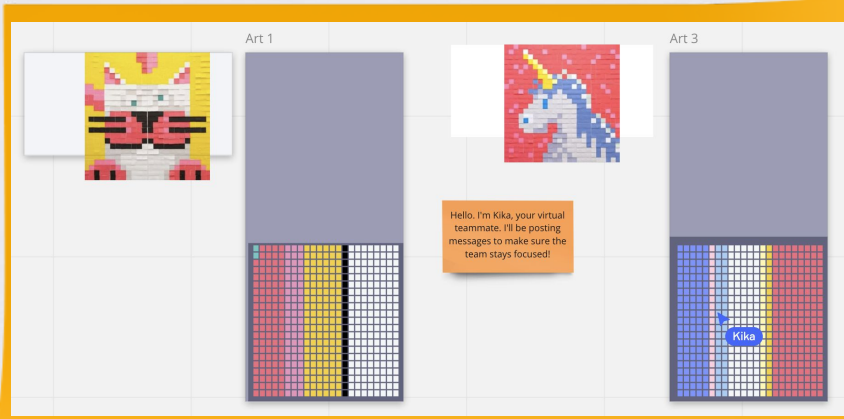 Art 1
Art 3
Hello. I'm Kika, your virtual
teammate. I'll be posting
messages to make sure the
team stays focused!
Kika